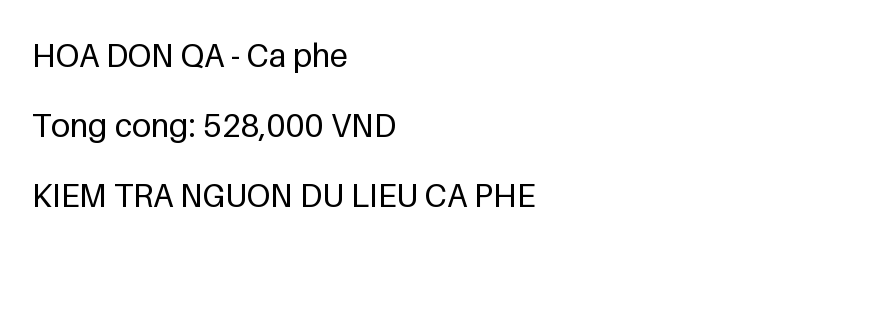 HOA DON QA - Ca phe
Tong cong: 528,000 VND
KIEM TRA NGUON DU LIEU CA PHE